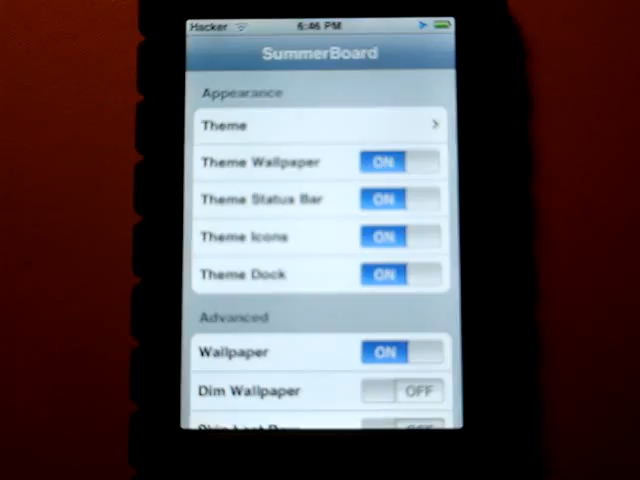 Hacker 6:46 PM
SummerBoard
Appearance
Theme
Theme Wallpaper ON
Theme Status Bar ON
Theme Icons ON
Theme Dock ON
Advanced
Wallpaper ON
Dim Wallpaper OFF